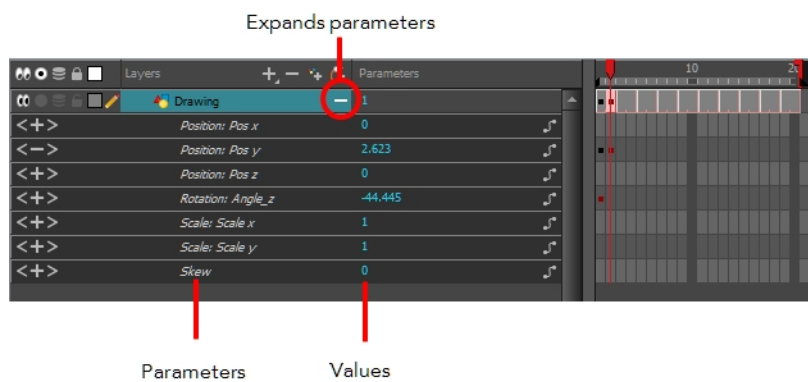 Expands parameters
Layers Parameters 10 2
Drawing 1
<+> Position: Pos x 0
<-> Position: Pos y 2.623
<+> Position: Pos z 0
<+> Rotation: Angle_z -44.445
<+> Scale: Scale x 1
<+> Scale: Scale y 1
<+> Skew 0
Parameters Values